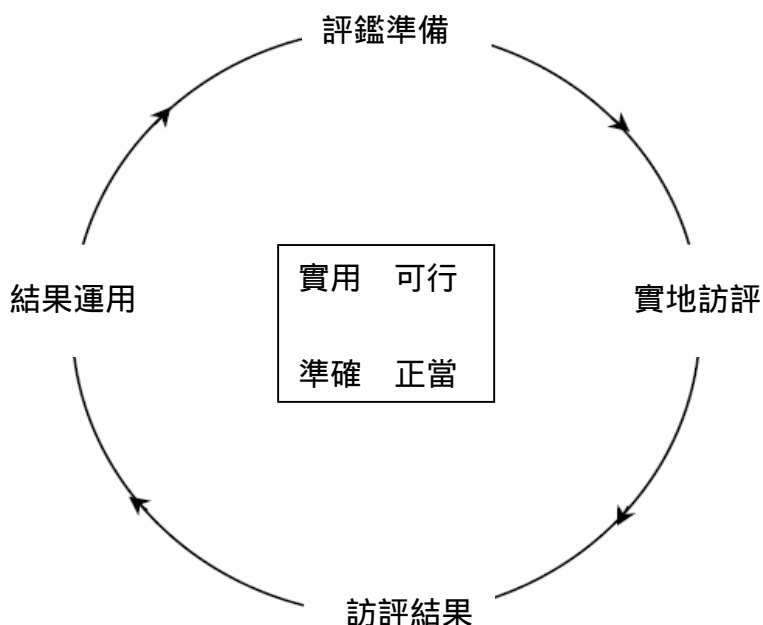 評鑑準備
實用 可行
結果運用
實地訪評
準確 正當
訪評結果